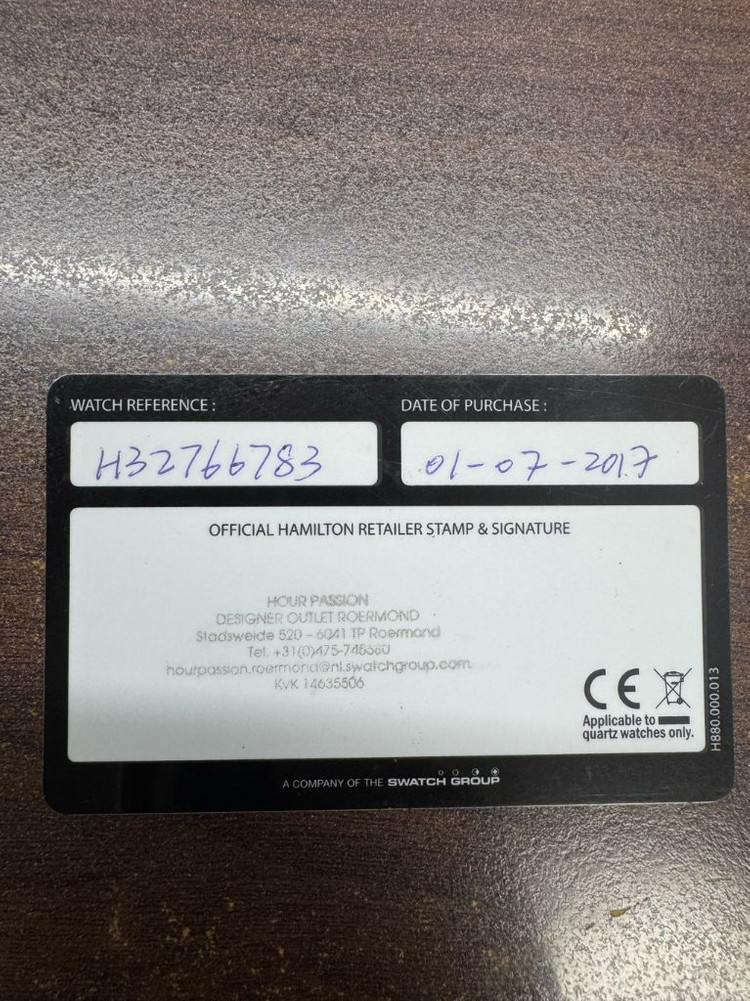 WATCH REFERENCE :
H32766783
DATE OF PURCHASE :
01-07-2017
OFFICIAL HAMILTON RETAILER STAMP & SIGNATURE
HOUR PASSION
DESIGNER OUTLET ROERMOND
Stadsweide 520 - 6041 TP Roermond
Tel. +31(0)475-745580
hourpassion.roermond@nl.swatchgroup.com
KvK 14635506
CE
Applicable to
quartz watches only.
H880.000.013
A COMPANY OF THE SWATCH GROUP